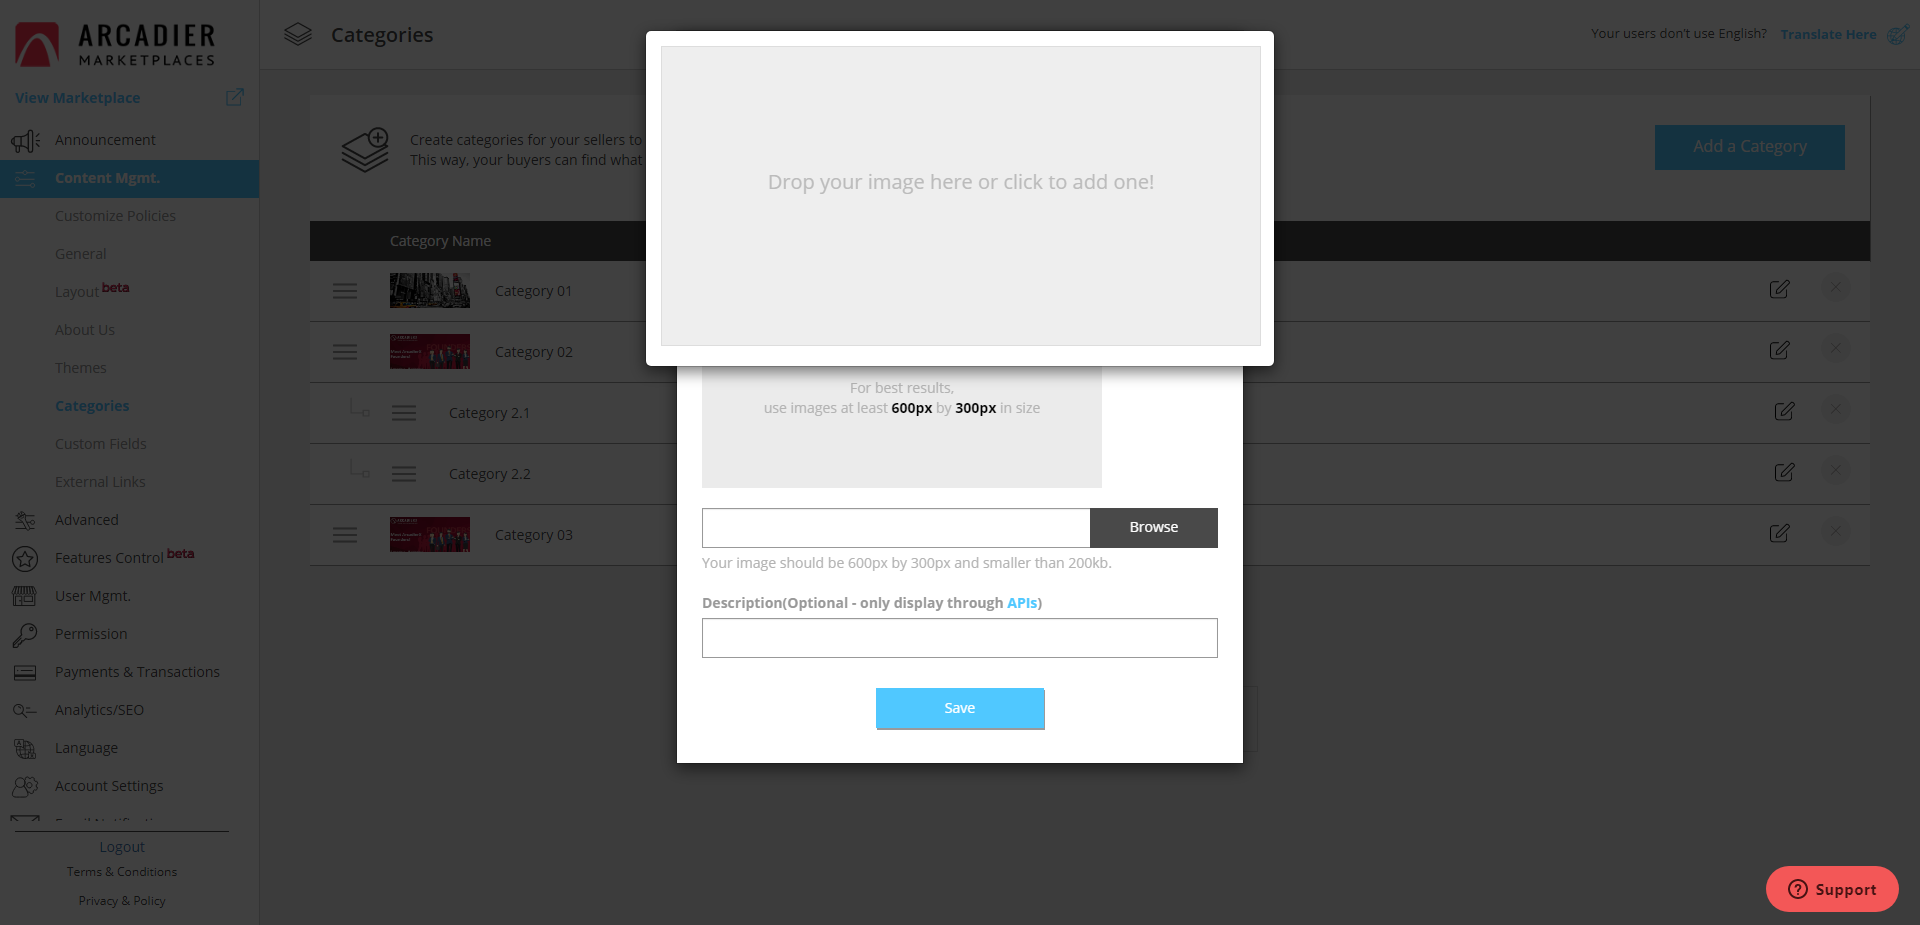 ARCADIER
MARKETPLACES
View Marketplace
Announcement
Content Mgmt.
Customize Policies
General
Layout beta
About Us
Themes
Categories
Custom Fields
External Links
Advanced
Features Control beta
User Mgmt.
Permission
Payments & Transactions
Analytics/SEO
Language
Account Settings
Logout
Terms & Conditions
Privacy & Policy
Categories
Your users don't use English? Translate Here
Create categories for your sellers to
This way, your buyers can find what
Add a Category
Category Name
Category 01
Category 02
Category 2.1
Category 2.2
Category 03
Drop your image here or click to add one!
For best results,
use images at least 600px by 300px in size
Browse
Your image should be 600px by 300px and smaller than 200kb.
Description(Optional - only display through APIs)
Save
Support